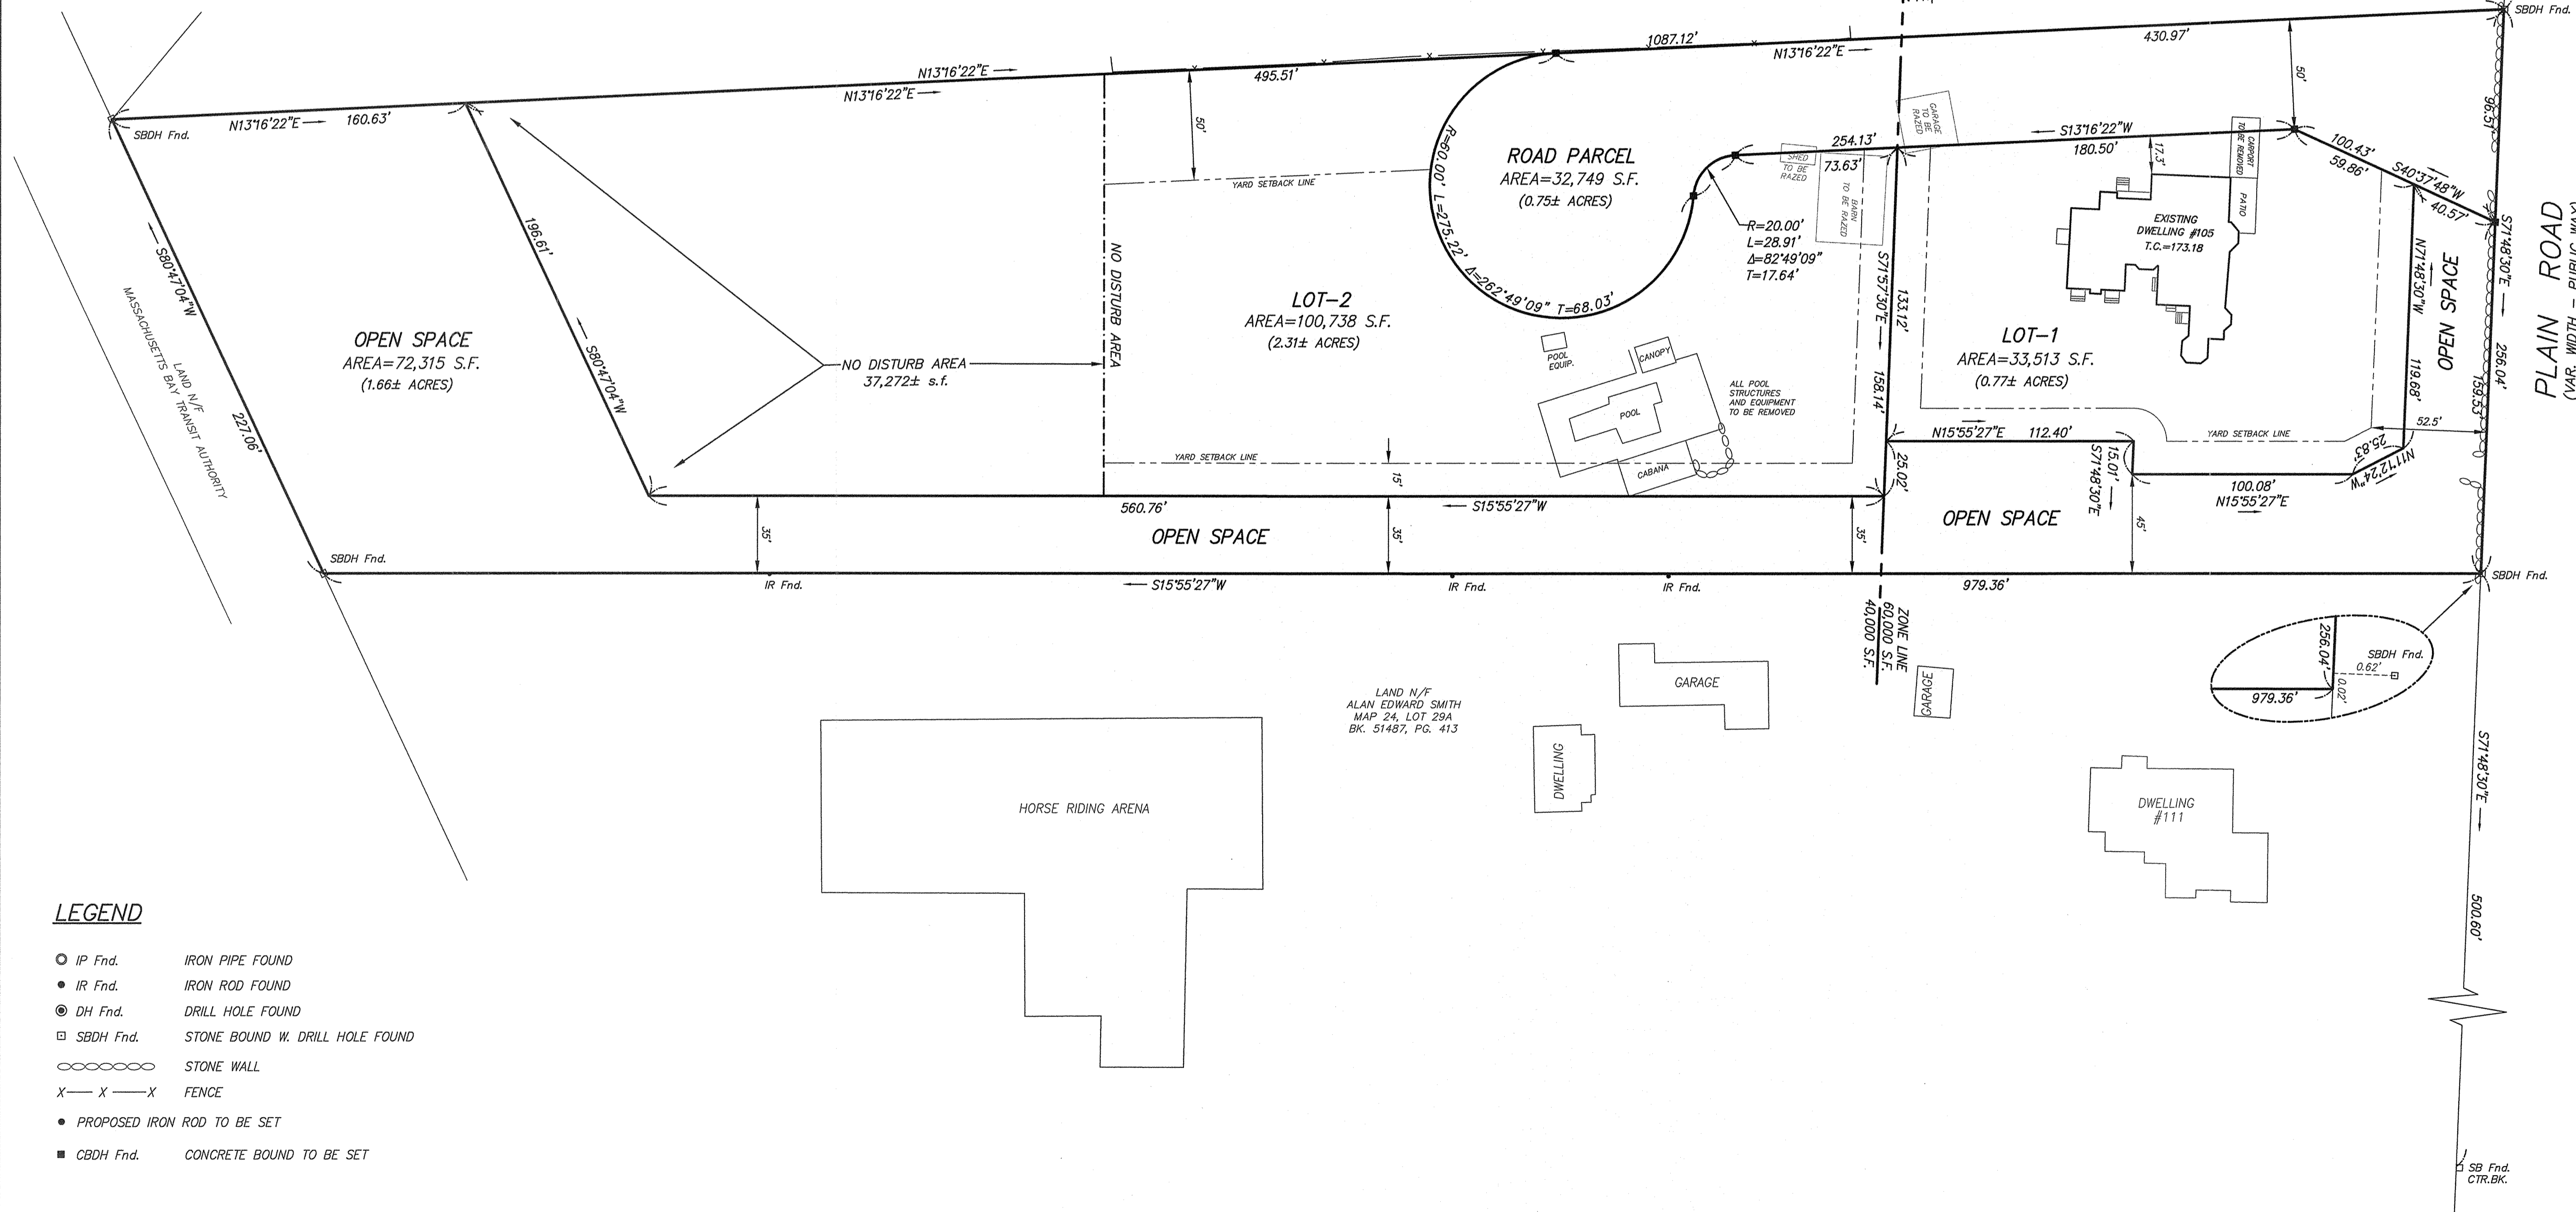 SBDH Fnd.
1087.12'
N13°16'22"E
430.97'
N13°16'22"E
495.51'
N13°16'22"E
N13°16'22"E
160.63'
SBDH Fnd.
50'
50'
96.51'
GARAGE
TO BE
RAZED
S13°16'22"W
254.13'
180.50'
SHED
TO BE
RAZED
73.63'
BARN
TO BE RAZED
17.3'
CARPORT
TO BE REMOVED
PATIO
100.43'
59.86'
S40°37'48"W
40.57'
ROAD PARCEL
AREA=32,749 S.F.
(0.75± ACRES)
R=60.00' L=275.22' Δ=262°49'09" T=68.03'
R=20.00'
L=28.91'
Δ=82°49'09"
T=17.64'
YARD SETBACK LINE
EXISTING
DWELLING #105
T.C.=173.18
S71°48'30"E
256.04'
159.53'
PLAIN ROAD
(VAR. WIDTH - PUBLIC WAY)
OPEN SPACE
N71°48'30"W
119.68'
52.5'
196.61'
S80°47'04"W
S80°47'04"W
227.06'
LAND N/F
MASSACHUSETTS BAY TRANSIT AUTHORITY
OPEN SPACE
AREA=72,315 S.F.
(1.66± ACRES)
NO DISTURB AREA
37,272± s.f.
NO DISTURB AREA
LOT-2
AREA=100,738 S.F.
(2.31± ACRES)
S71°57'30"E
133.12'
158.14'
25.02'
LOT-1
AREA=33,513 S.F.
(0.77± ACRES)
POOL
EQUIP.
CANOPY
POOL
CABANA
ALL POOL
STRUCTURES
AND EQUIPMENT
TO BE REMOVED
YARD SETBACK LINE
YARD SETBACK LINE
15'
N15°55'27"E
112.40'
15.01'
S71°48'30"E
25.83'
N11°12'24"W
100.08'
N15°55'27"E
560.76'
S15°55'27"W
OPEN SPACE
OPEN SPACE
35'
35'
35'
45'
SBDH Fnd.
IR Fnd.
S15°55'27"W
IR Fnd.
IR Fnd.
979.36'
SBDH Fnd.
ZONE LINE
60,000 S.F.
40,000 S.F.
256.04'
SBDH Fnd.
0.62'
0.02'
979.36'
GARAGE
GARAGE
LAND N/F
ALAN EDWARD SMITH
MAP 24, LOT 29A
BK. 51487, PG. 413
DWELLING
HORSE RIDING ARENA
DWELLING
#111
S71°48'30"E
500.60'
SB Fnd.
CTR.BK.
LEGEND
IP Fnd. IRON PIPE FOUND
IR Fnd. IRON ROD FOUND
DH Fnd. DRILL HOLE FOUND
SBDH Fnd. STONE BOUND W. DRILL HOLE FOUND
STONE WALL
X X X FENCE
PROPOSED IRON ROD TO BE SET
CBDH Fnd. CONCRETE BOUND TO BE SET